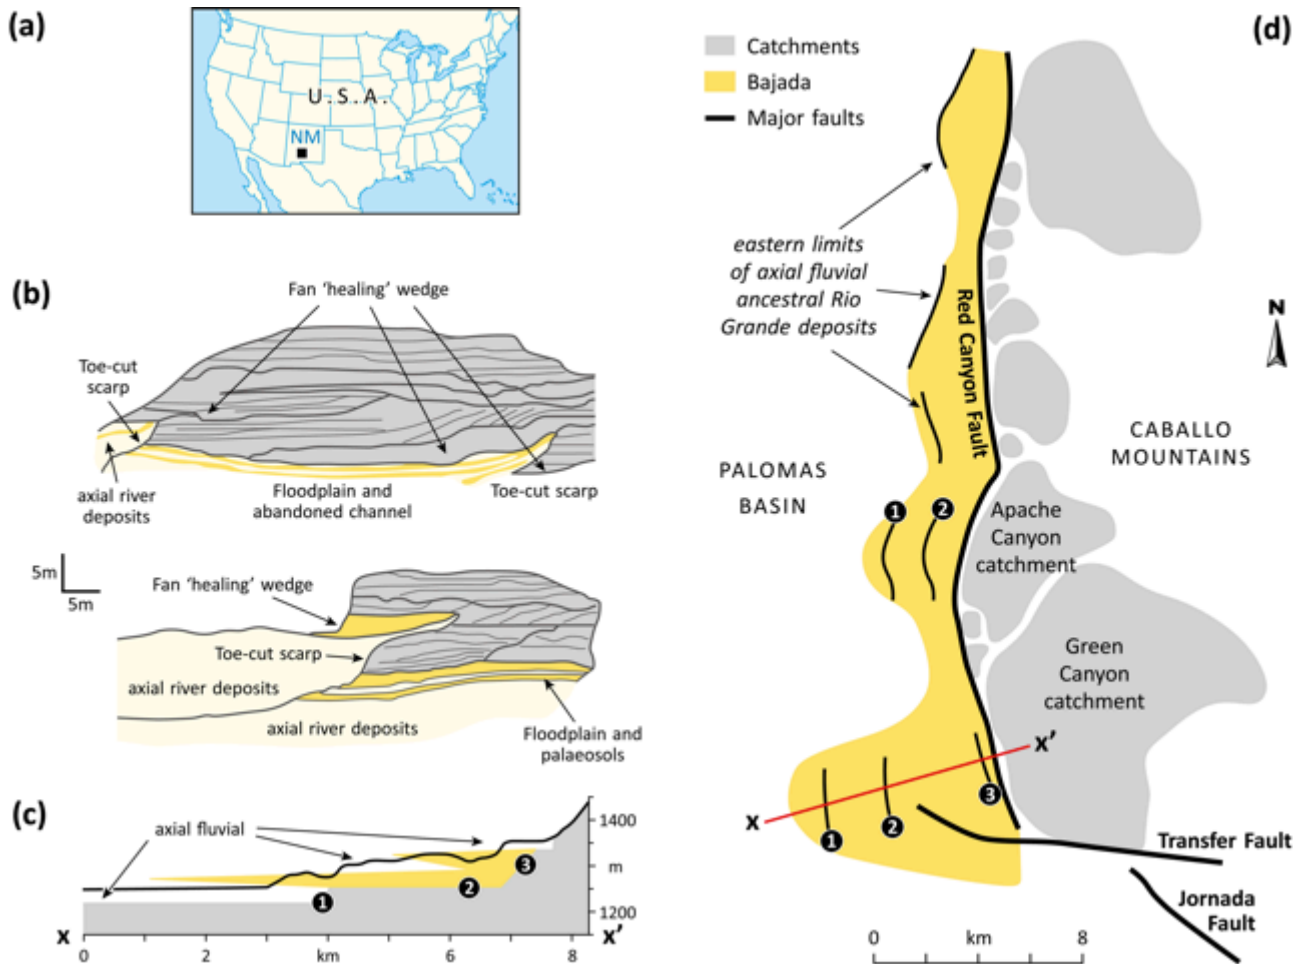 (a)
U.S.A.
NM
(b)
Fan 'healing' wedge
Toe-cut
scarp
axial river
deposits
Floodplain and
abandoned channel
Toe-cut scarp
5m
5m
Fan 'healing' wedge
Toe-cut scarp
axial river deposits
axial river deposits
Floodplain and
palaeosols
(c)
axial fluvial
1400
m
1200
1
2
3
X
X'
0
2
km
6
8
(d)
Catchments
Bajada
Major faults
eastern limits
of axial fluvial
ancestral Rio
Grande deposits
Red Canyon Fault
N
CABALLO
MOUNTAINS
PALOMAS
BASIN
1
2
Apache
Canyon
catchment
Green
Canyon
catchment
X'
X
1
2
3
Transfer Fault
Jornada
Fault
0
km
8